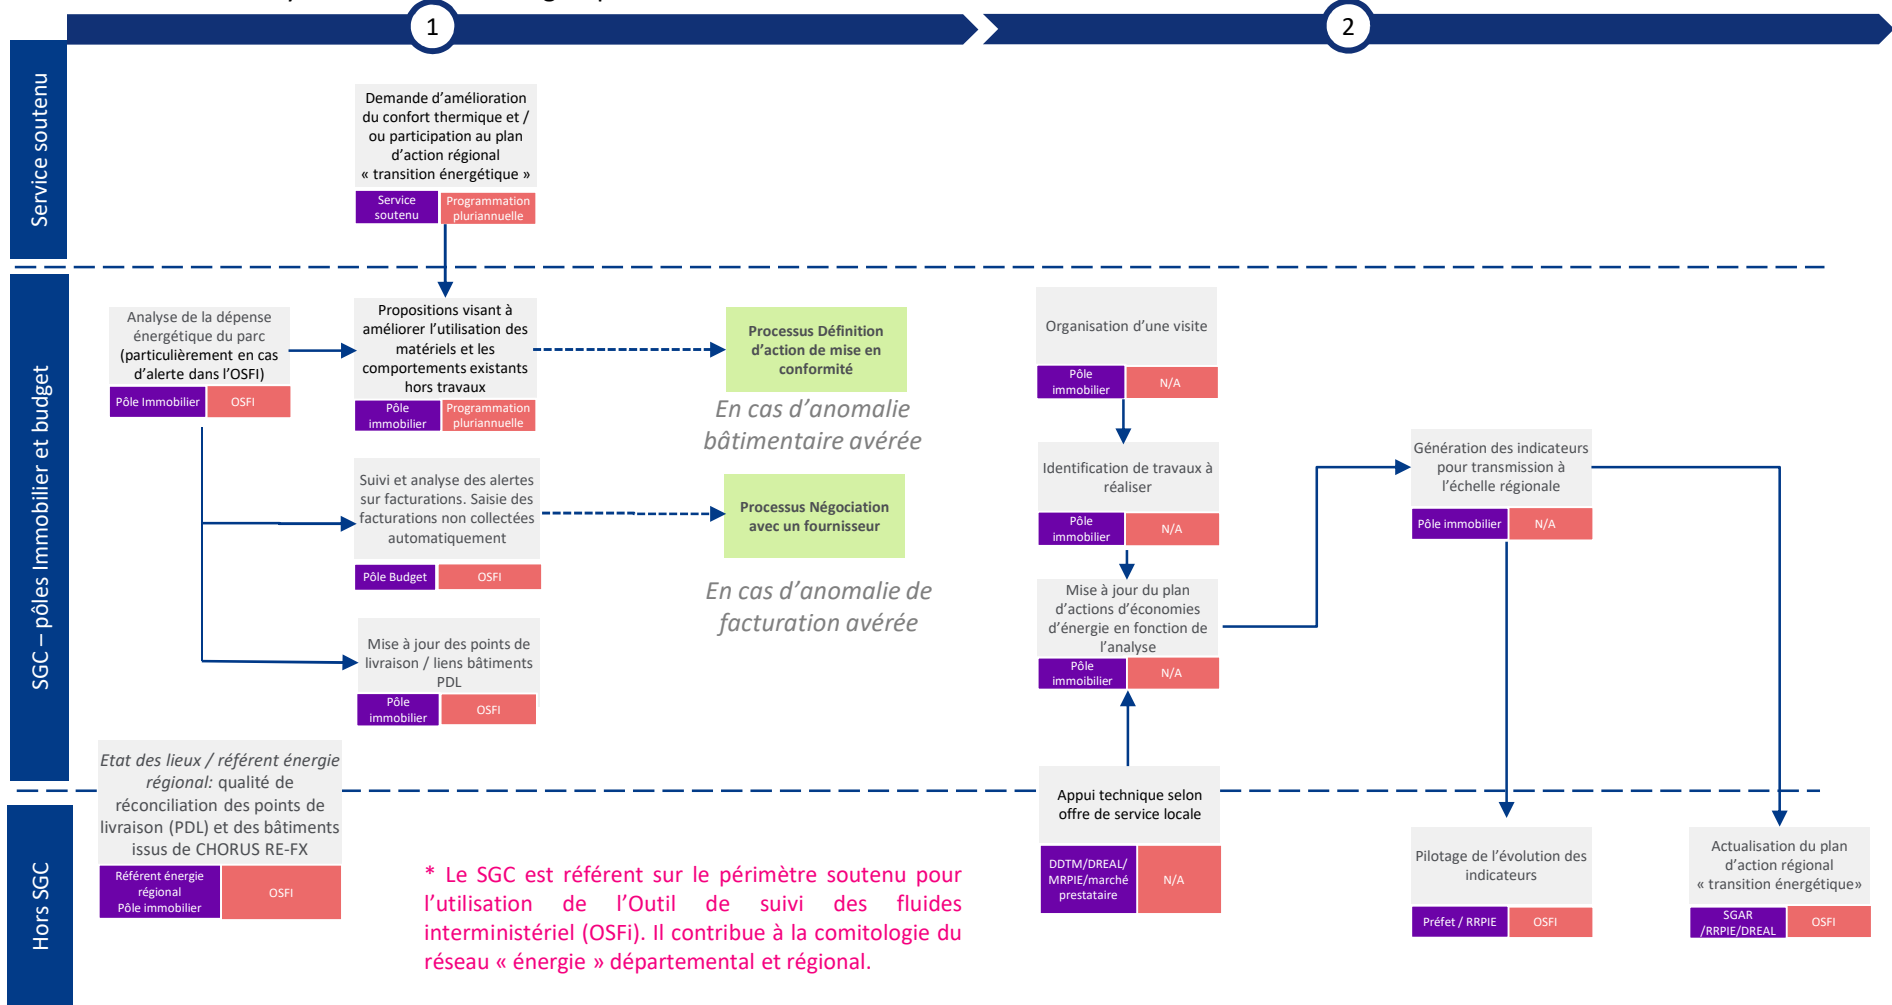 1
2
Service soutenu
Demande d’amélioration
du confort thermique et /
ou participation au plan
d’action régional
« transition énergétique »
Service
soutenu
Programmation
pluriannuelle
SGC – pôles Immobilier et budget
Analyse de la dépense
énergétique du parc
(particulièrement en cas
d’alerte dans l’OSFI)
Pôle Immobilier
OSFI
Propositions visant à
améliorer l’utilisation des
matériels et les
comportements existants
hors travaux
Pôle
immobilier
Programmation
pluriannuelle
Processus Définition
d’action de mise en
conformité
En cas d’anomalie
bâtimentaire avérée
Suivi et analyse des alertes
sur facturations. Saisie des
facturations non collectées
automatiquement
Pôle Budget
OSFI
Processus Négociation
avec un fournisseur
En cas d’anomalie de
facturation avérée
Mise à jour des points de
livraison / liens bâtiments
PDL
Pôle
immobilier
OSFI
Organisation d’une visite
Pôle
immobilier
N/A
Identification de travaux à
réaliser
Pôle
immobilier
N/A
Mise à jour du plan
d’actions d’économies
d’énergie en fonction de
l’analyse
Pôle
immoibilier
N/A
Génération des indicateurs
pour transmission à
l’échelle régionale
Pôle immobilier
N/A
Hors SGC
Etat des lieux / référent énergie
régional: qualité de
réconciliation des points de
livraison (PDL) et des bâtiments
issus de CHORUS RE-FX
Référent énergie
régional
Pôle immobilier
OSFI
* Le SGC est référent sur le périmètre soutenu pour
l’utilisation de l’Outil de suivi des fluides
interministériel (OSFi). Il contribue à la comitologie du
réseau « énergie » départemental et régional.
Appui technique selon
offre de service locale
DDTM/DREAL/
MRPIE/marché
prestataire
N/A
Pilotage de l’évolution des
indicateurs
Préfet / RRPIE
OSFI
Actualisation du plan
d’action régional
« transition énergétique»
SGAR
/RRPIE/DREAL
OSFI